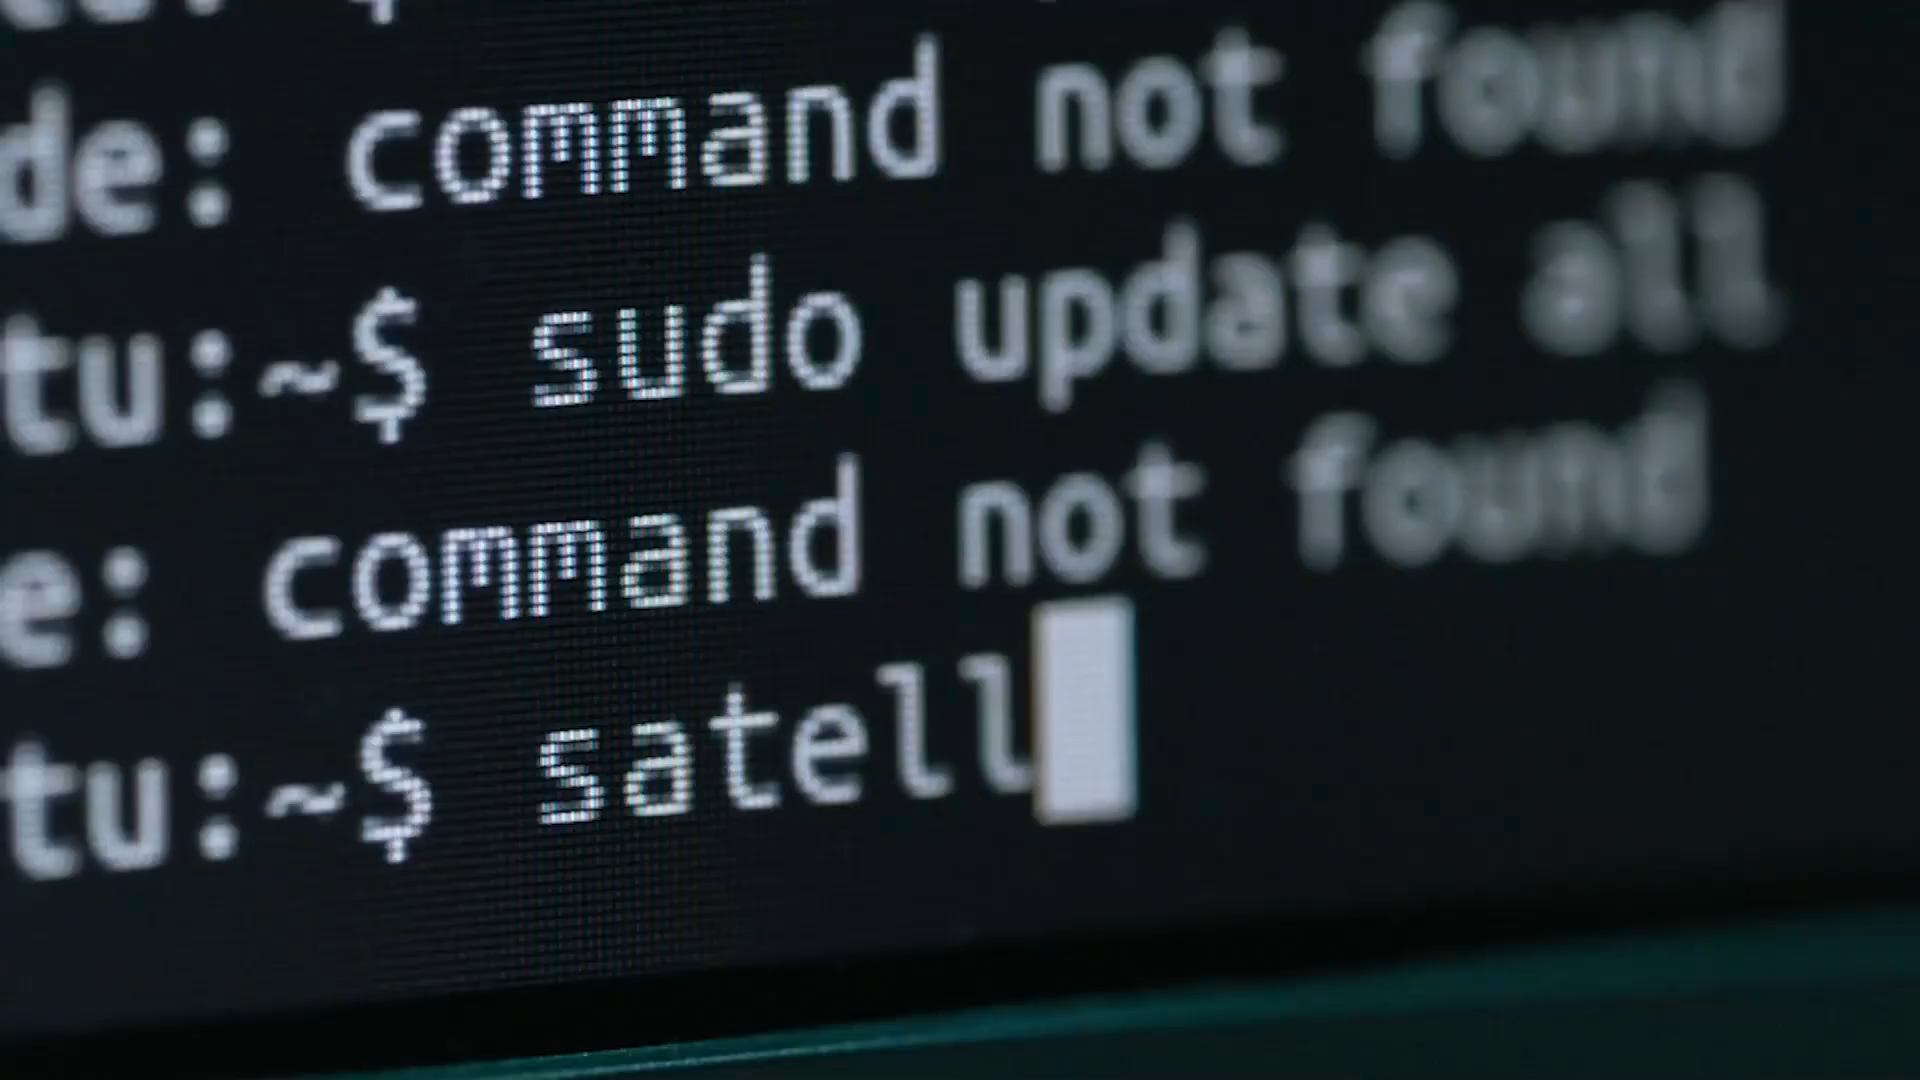 de: command not found
tu:~$ sudo update all
e: command not found
tu:~$ satell